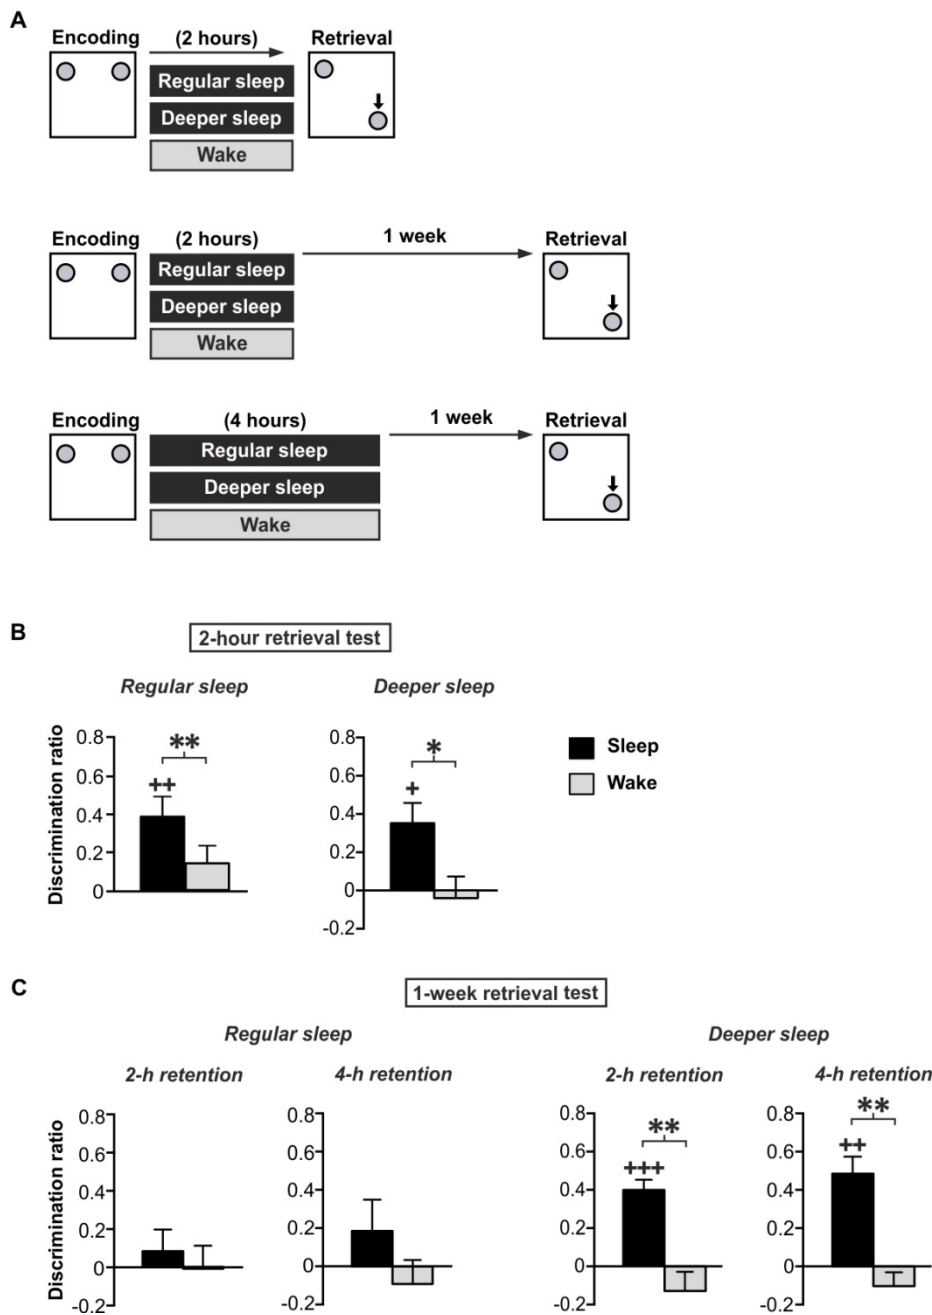 A
Encoding (2 hours) Retrieval
Regular sleep
Deeper sleep
Wake
Encoding (2 hours) 1 week Retrieval
Regular sleep
Deeper sleep
Wake
Encoding (4 hours) 1 week Retrieval
Regular sleep
Deeper sleep
Wake
B
2-hour retrieval test
Regular sleep Deeper sleep
Discrimination ratio
0.8
0.6
0.4
0.2
0
**
++
0.8
0.6
0.4
0.2
0
-0.2
*
+
Sleep
Wake
C
1-week retrieval test
Regular sleep Deeper sleep
2-h retention 4-h retention 2-h retention 4-h retention
Discrimination ratio
0.8
0.6
0.4
0.2
0
-0.2
0.8
0.6
0.4
0.2
0
-0.2
0.8
0.6
0.4
0.2
0
-0.2
**
+++
0.8
0.6
0.4
0.2
0
-0.2
**
++